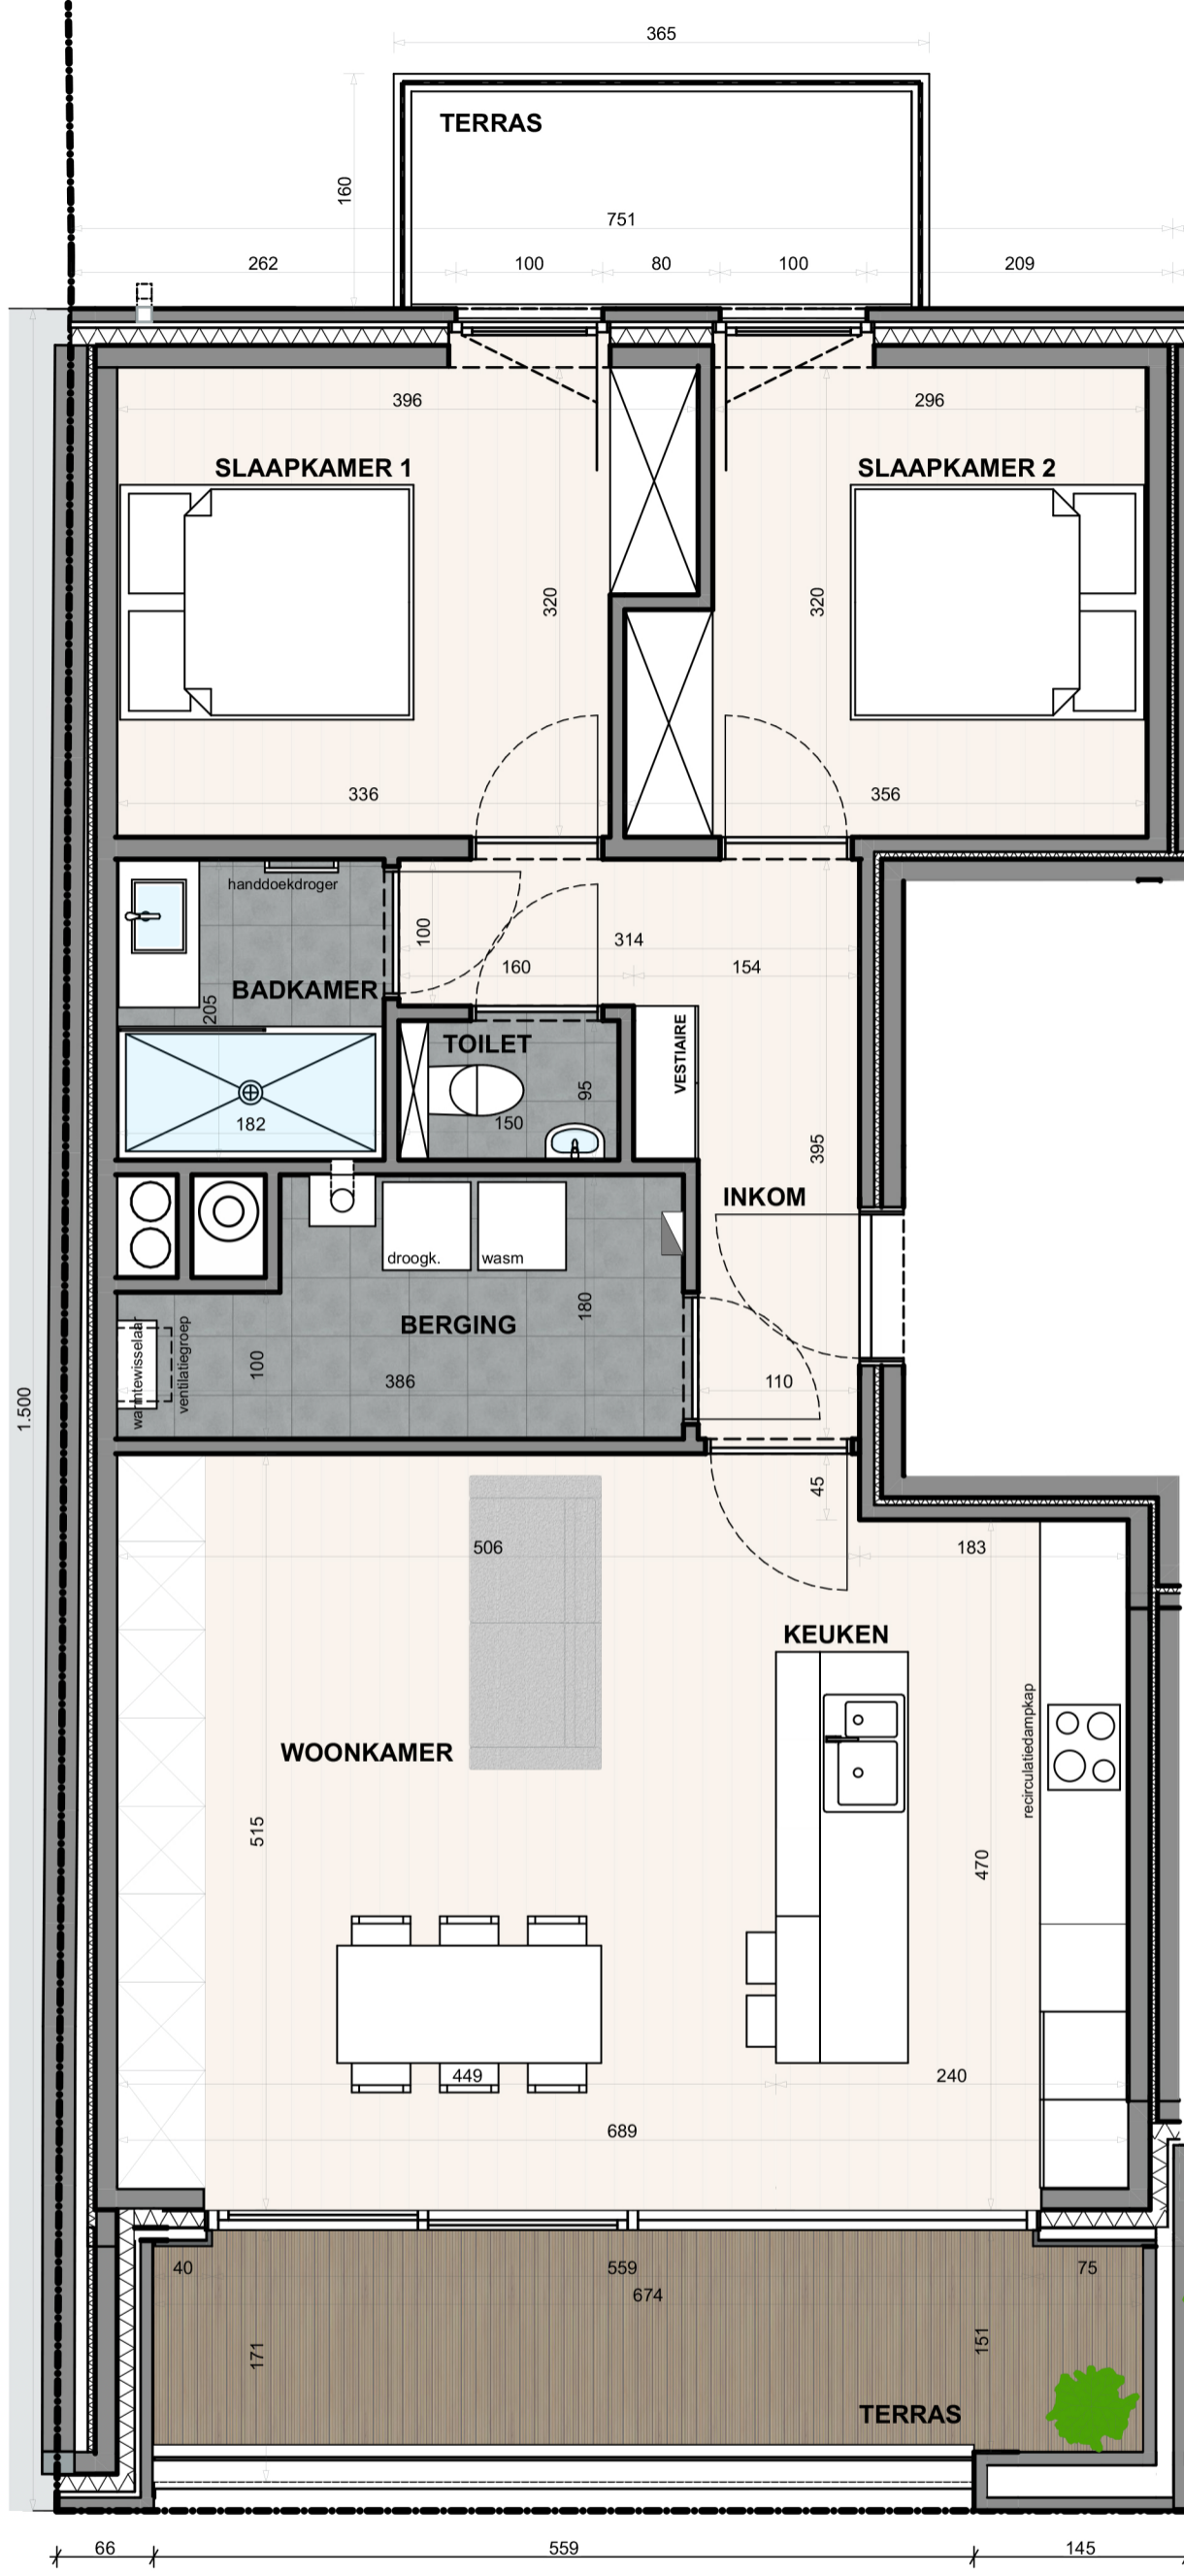 365
TERRAS
160
751
262
100
80
100
209
396
296
SLAAPKAMER 1
SLAAPKAMER 2
320
320
336
356
handdoekdroger
100
314
160
154
BADKAMER
205
TOILET
VESTIAIRE
95
182
150
395
INKOM
droogk.
wasm
180
BERGING
warmtewisselaar
ventilatiegroep
100
386
110
1.500
45
506
183
KEUKEN
recirculatiedampkap
WOONKAMER
515
470
449
240
689
40
559
75
674
171
151
TERRAS
66
559
145